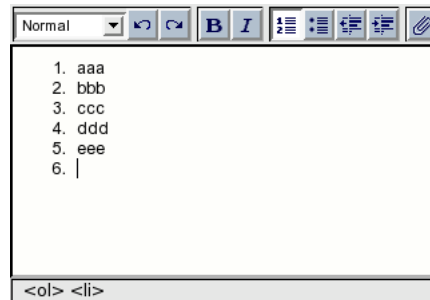 Normal B I
1. aaa
2. bbb
3. ccc
4. ddd
5. eee
6.
<ol> <li>